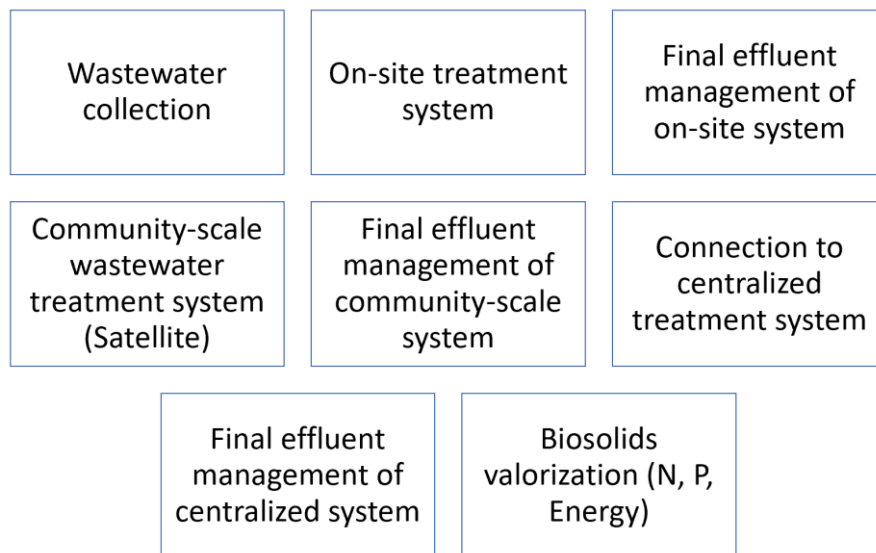 Wastewater
collection
On-site treatment
system
Final effluent
management of
on-site system
Community-scale
wastewater
treatment system
(Satellite)
Final effluent
management of
community-scale
system
Connection to
centralized
treatment system
Final effluent
management of
centralized system
Biosolids
valorization (N, P,
Energy)